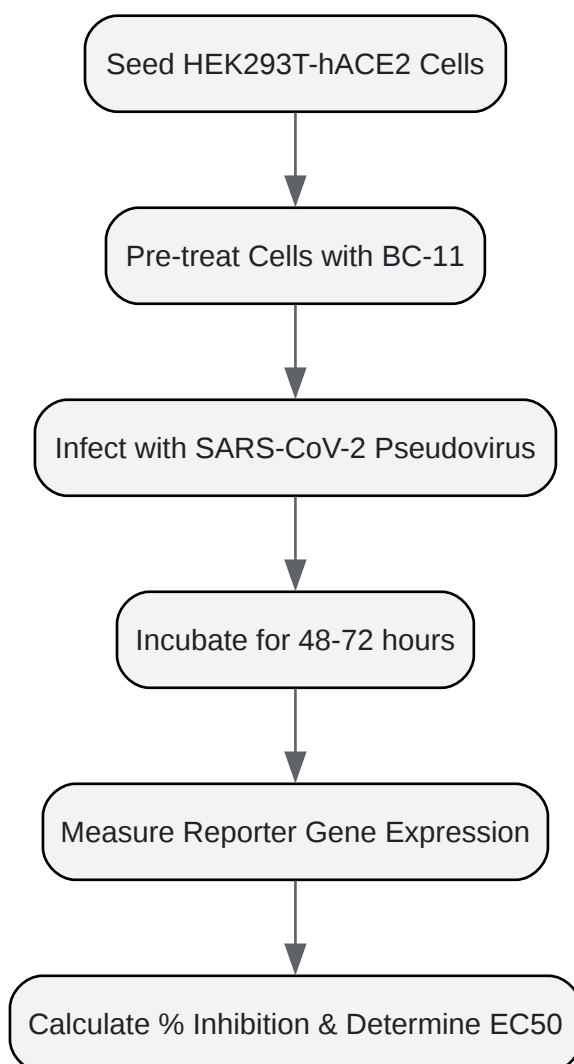 Seed HEK293T-hACE2 Cells
Pre-treat Cells with BC-11
Infect with SARS-CoV-2 Pseudovirus
Incubate for 48-72 hours
Measure Reporter Gene Expression
Calculate % Inhibition & Determine EC50